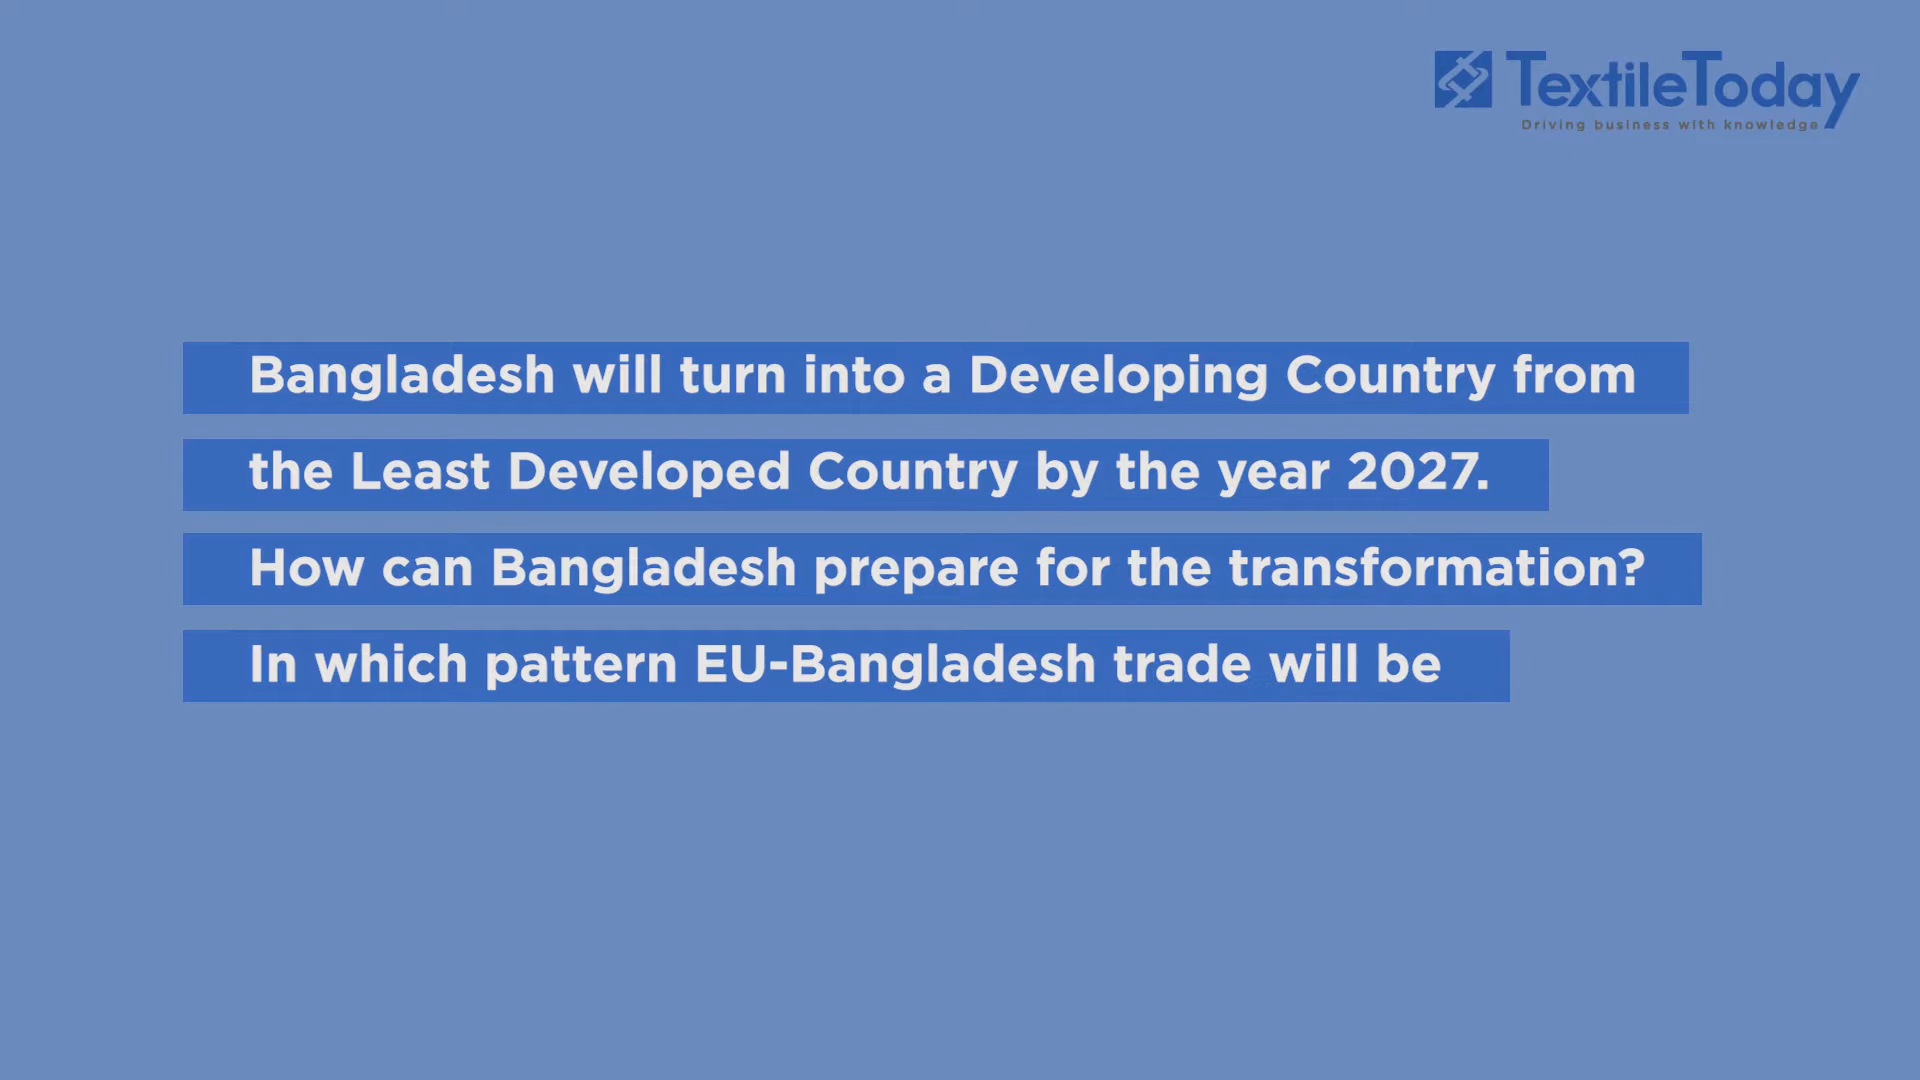 TextileToday
Driving business with knowledge
Bangladesh will turn into a Developing Country from
the Least Developed Country by the year 2027.
How can Bangladesh prepare for the transformation?
In which pattern EU-Bangladesh trade will be